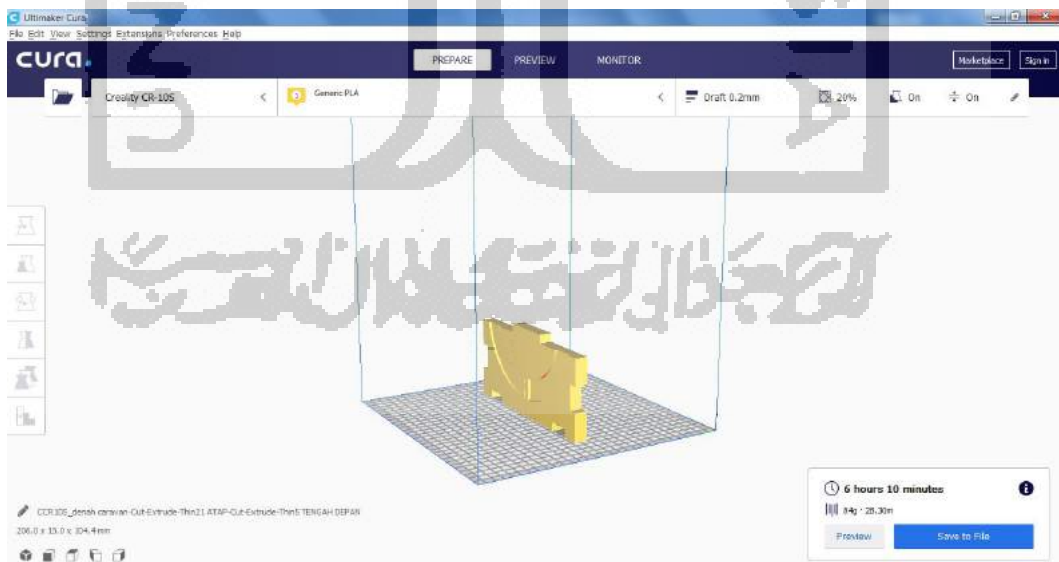 Ultimaker Cura
File Edit View Settings Extensions Preferences Help
cura.
PREPARE PREVIEW MONITOR
Marketplace Sign in
Creality CR-10S
Generic PLA
Draft 0.2mm 20% On On
6 hours 10 minutes
84g · 28.30m
Preview Save to File
CCR10S_denah caravan-Cut-Extrude-Thin21 ATAP-Cut-Extrude-Thin5 TENGAH DEPAN
206.0 x 15.0 x 104.4 mm